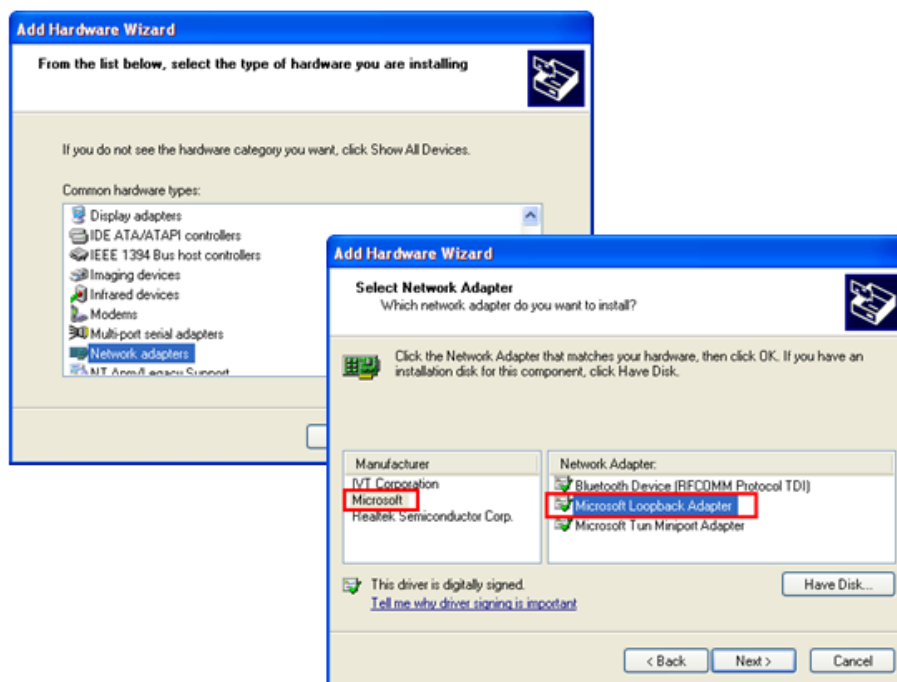 Add Hardware Wizard
From the list below, select the type of hardware you are installing
If you do not see the hardware category you want, click Show All Devices.
Common hardware types:
Display adapters
IDE ATA/ATAPI controllers
IEEE 1394 Bus host controllers
Imaging devices
Infrared devices
Modems
Multi-port serial adapters
Network adapters
NT Apm/Legacy Support
Add Hardware Wizard
Select Network Adapter
Which network adapter do you want to install?
Click the Network Adapter that matches your hardware, then click OK. If you have an
installation disk for this component, click Have Disk.
Manufacturer
IVT Corporation
Microsoft
Realtek Semiconductor Corp.
Network Adapter:
Bluetooth Device (RFCOMM Protocol TDI)
Microsoft Loopback Adapter
Microsoft Tun Miniport Adapter
This driver is digitally signed.
Tell me why driver signing is important
Have Disk...
< Back
Next >
Cancel